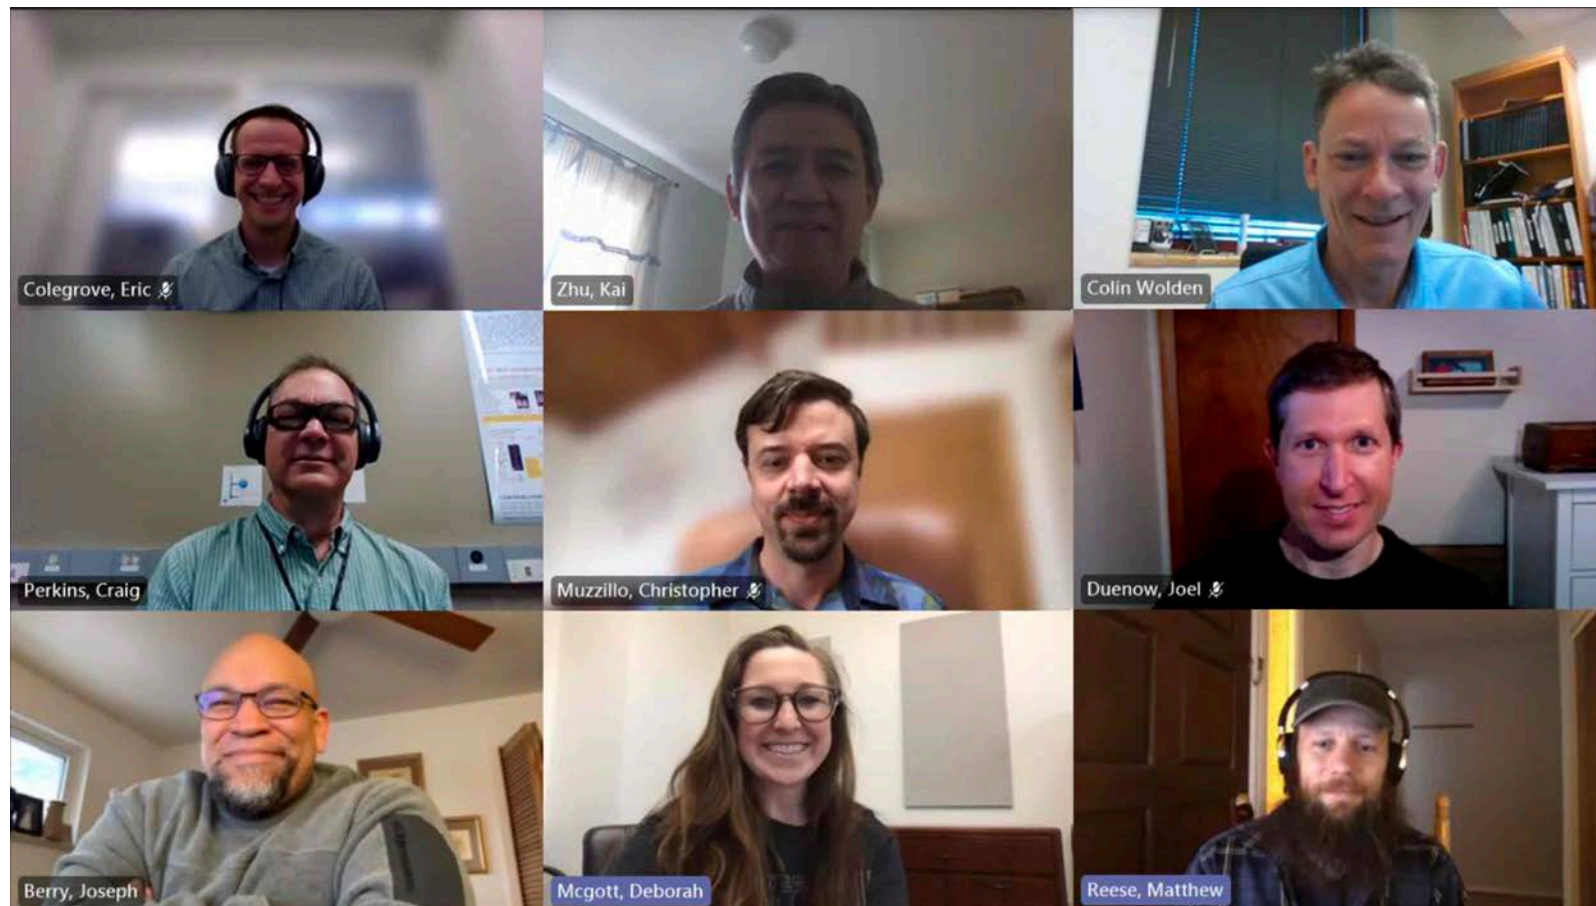 Colegrove, Eric
Zhu, Kai
Colin Wolden
Perkins, Craig
Muzzillo, Christopher
Duenow, Joel
Berry, Joseph
Mcgott, Deborah
Reese, Matthew